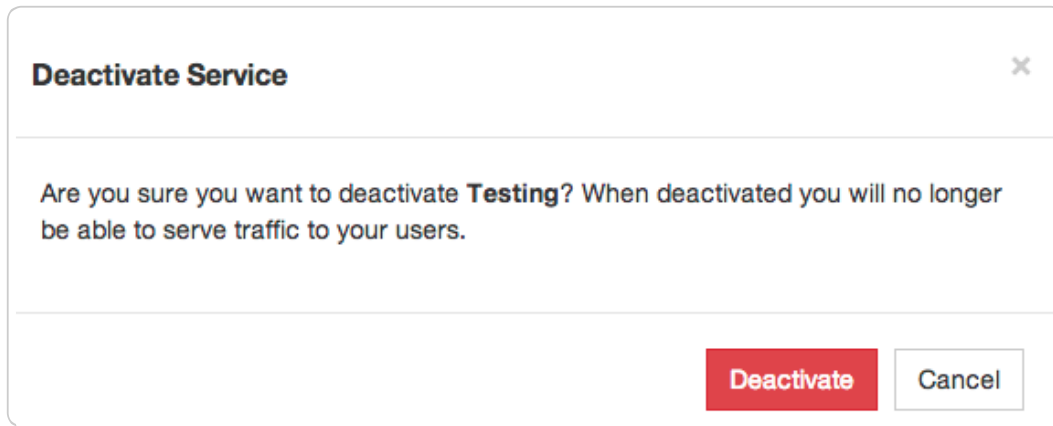 Deactivate Service
×
Are you sure you want to deactivate Testing? When deactivated you will no longer
be able to serve traffic to your users.
Deactivate Cancel